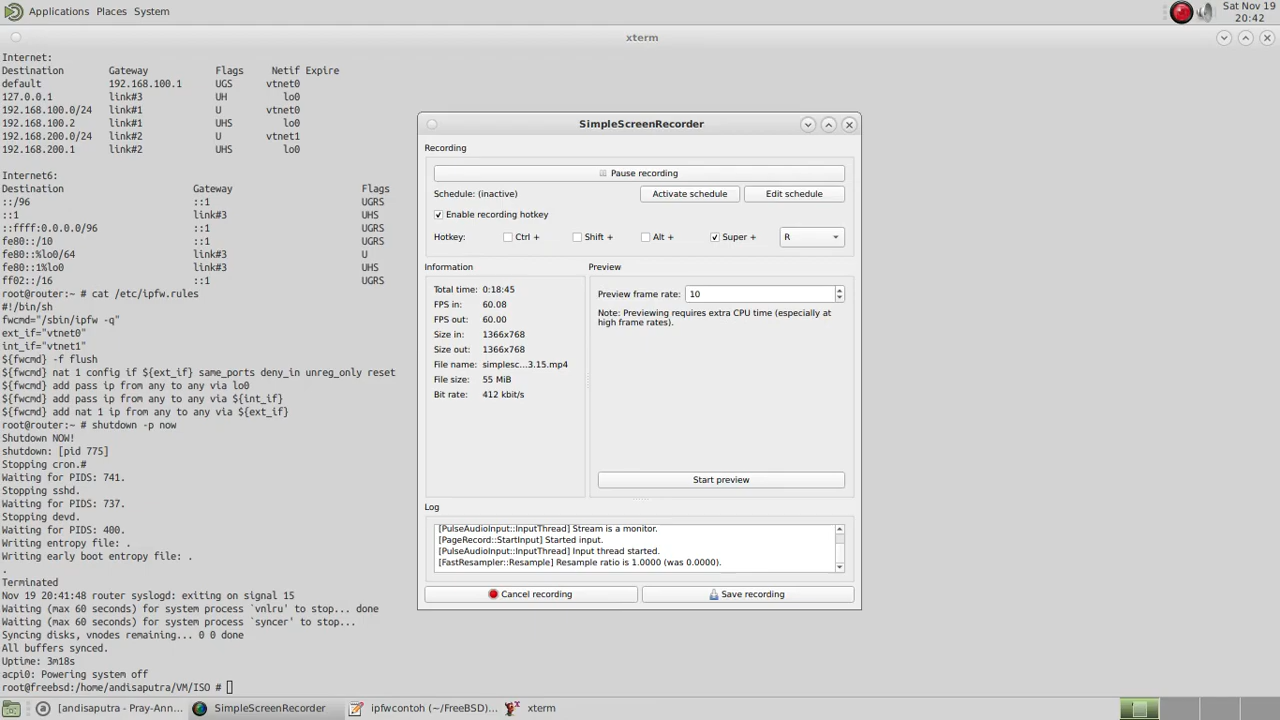 Applications Places System
Sat Nov 19
20:42
xterm
Internet:
Destination Gateway Flags Netif Expire
default 192.168.100.1 UGS vtnet0
127.0.0.1 link#3 UH lo0
192.168.100.0/24 link#1 U vtnet0
192.168.100.2 link#1 UHS lo0
192.168.200.0/24 link#2 U vtnet1
192.168.200.1 link#2 UHS lo0
Internet6:
Destination Gateway Flags
::/96 ::1 UGRS
::1 link#3 UHS
::ffff:0.0.0.0/96 ::1 UGRS
fe80::/10 ::1 UGRS
fe80::%lo0/64 link#3 U
fe80::1%lo0 link#3 UHS
ff02::/16 ::1 UGRS
root@router:~ # cat /etc/ipfw.rules
#!/bin/sh
fwcmd="/sbin/ipfw -q"
ext_if="vtnet0"
int_if="vtnet1"
${fwcmd} -f flush
${fwcmd} nat 1 config if ${ext_if} same_ports deny_in unreg_only reset
${fwcmd} add pass ip from any to any via lo0
${fwcmd} add pass ip from any to any via ${int_if}
${fwcmd} add nat 1 ip from any to any via ${ext_if}
root@router:~ # shutdown -p now
Shutdown NOW!
shutdown: [pid 775]
Stopping cron.#
Waiting for PIDS: 741.
Stopping sshd.
Waiting for PIDS: 737.
Stopping devd.
Waiting for PIDS: 400.
Writing entropy file: .
Writing early boot entropy file: .
.
Terminated
Nov 19 20:41:48 router syslogd: exiting on signal 15
Waiting (max 60 seconds) for system process `vnlru' to stop... done
Waiting (max 60 seconds) for system process `syncer' to stop...
Syncing disks, vnodes remaining... 0 0 done
All buffers synced.
Uptime: 3m18s
acpi0: Powering system off
root@freebsd:/home/andisaputra/VM/ISO #
SimpleScreenRecorder
Recording
Pause recording
Schedule: (inactive) Activate schedule Edit schedule
Enable recording hotkey
Hotkey: Ctrl + Shift + Alt + Super + R
Information
Total time: 0:18:45
FPS in: 60.08
FPS out: 60.00
Size in: 1366x768
Size out: 1366x768
File name: simplesc...3.15.mp4
File size: 55 MiB
Bit rate: 412 kbit/s
Preview
Preview frame rate: 10
Note: Previewing requires extra CPU time (especially at
high frame rates).
Start preview
Log
[PulseAudioInput::InputThread] Stream is a monitor.
[PageRecord::StartInput] Started input.
[PulseAudioInput::InputThread] Input thread started.
[FastResampler::Resample] Resample ratio is 1.0000 (was 0.0000).
Cancel recording Save recording
[andisaputra - Pray-Ann... SimpleScreenRecorder ipfwcontoh (~/FreeBSD)... xterm